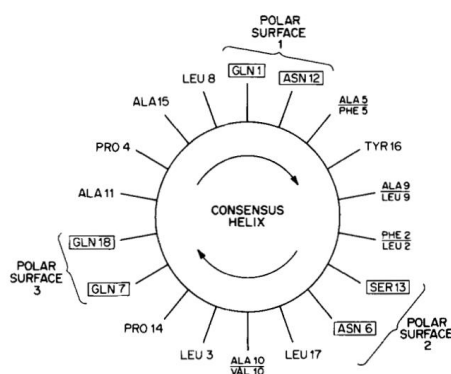 POLAR
SURFACE
1
GLN 1
ASN 12
ALA 5
PHE 5
TYR 16
ALA 9
LEU 9
PHE 2
LEU 2
SER 13
ASN 6
POLAR
SURFACE
2
LEU 17
ALA 10
VAL 10
LEU 3
PRO 14
GLN 7
GLN 18
POLAR
SURFACE
3
ALA 11
PRO 4
ALA 15
LEU 8
CONSENSUS
HELIX